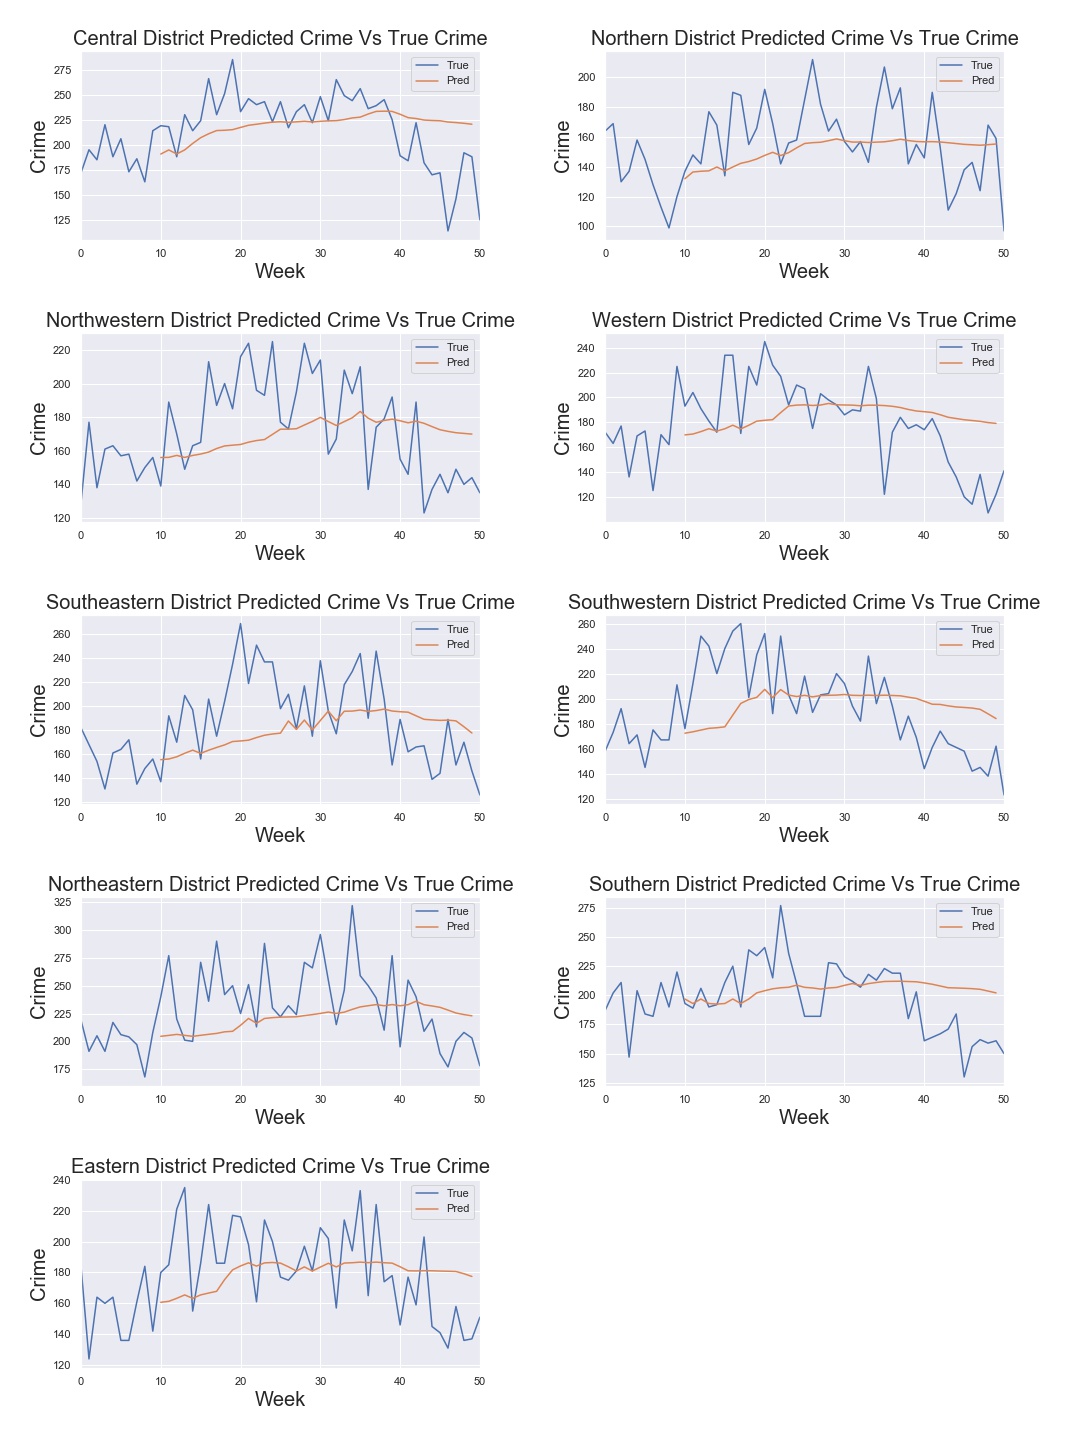 Central District Predicted Crime Vs True Crime
Crime
275
250
225
200
175
150
125
True
Pred
0 10 20 30 40 50
Week
Northern District Predicted Crime Vs True Crime
Crime
200
180
160
140
120
100
True
Pred
0 10 20 30 40 50
Week
Northwestern District Predicted Crime Vs True Crime
Crime
220
200
180
160
140
120
True
Pred
0 10 20 30 40 50
Week
Western District Predicted Crime Vs True Crime
Crime
240
220
200
180
160
140
120
True
Pred
0 10 20 30 40 50
Week
Southeastern District Predicted Crime Vs True Crime
Crime
260
240
220
200
180
160
140
120
True
Pred
0 10 20 30 40 50
Week
Southwestern District Predicted Crime Vs True Crime
Crime
260
240
220
200
180
160
140
120
True
Pred
0 10 20 30 40 50
Week
Northeastern District Predicted Crime Vs True Crime
Crime
325
300
275
250
225
200
175
True
Pred
0 10 20 30 40 50
Week
Southern District Predicted Crime Vs True Crime
Crime
275
250
225
200
175
150
125
True
Pred
0 10 20 30 40 50
Week
Eastern District Predicted Crime Vs True Crime
Crime
240
220
200
180
160
140
120
True
Pred
0 10 20 30 40 50
Week